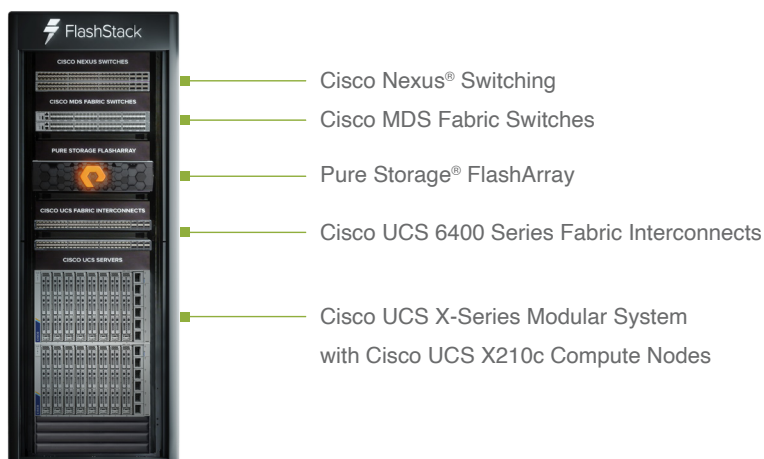 FlashStack
CISCO NEXUS SWITCHES
Cisco Nexus® Switching
CISCO MDS FABRIC SWITCHES
Cisco MDS Fabric Switches
PURE STORAGE FLASHARRAY
Pure Storage® FlashArray
CISCO UCS FABRIC INTERCONNECTS
Cisco UCS 6400 Series Fabric Interconnects
CISCO UCS SERVERS
Cisco UCS X-Series Modular System
with Cisco UCS X210c Compute Nodes